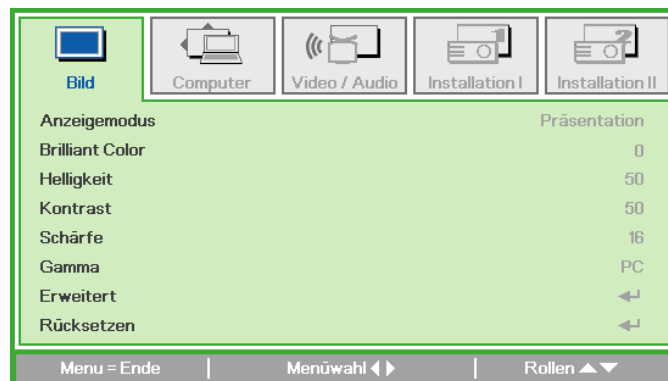 Bild Computer Video / Audio Installation I Installation II
Anzeigemodus Präsentation
Brilliant Color 0
Helligkeit 50
Kontrast 50
Schärfe 16
Gamma PC
Erweitert
Rücksetzen
Menu = Ende Menüwahl Rollen